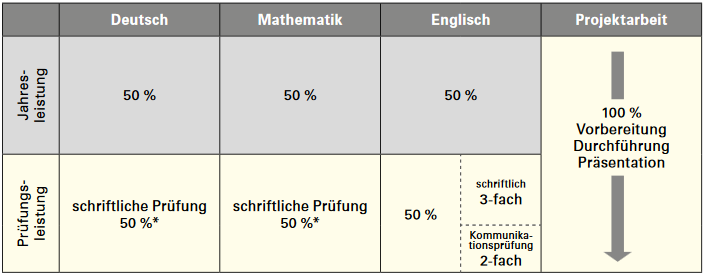 Deutsch
Mathematik
Englisch
Projektarbeit
Jahres-
leistung
50 %
50 %
50 %
100 %
Vorbereitung
Durchführung
Präsentation
Prüfungs-
leistung
schriftliche Prüfung
50 %*
schriftliche Prüfung
50 %*
50 %
schriftlich
3-fach
Kommunika-
tionsprüfung
2-fach